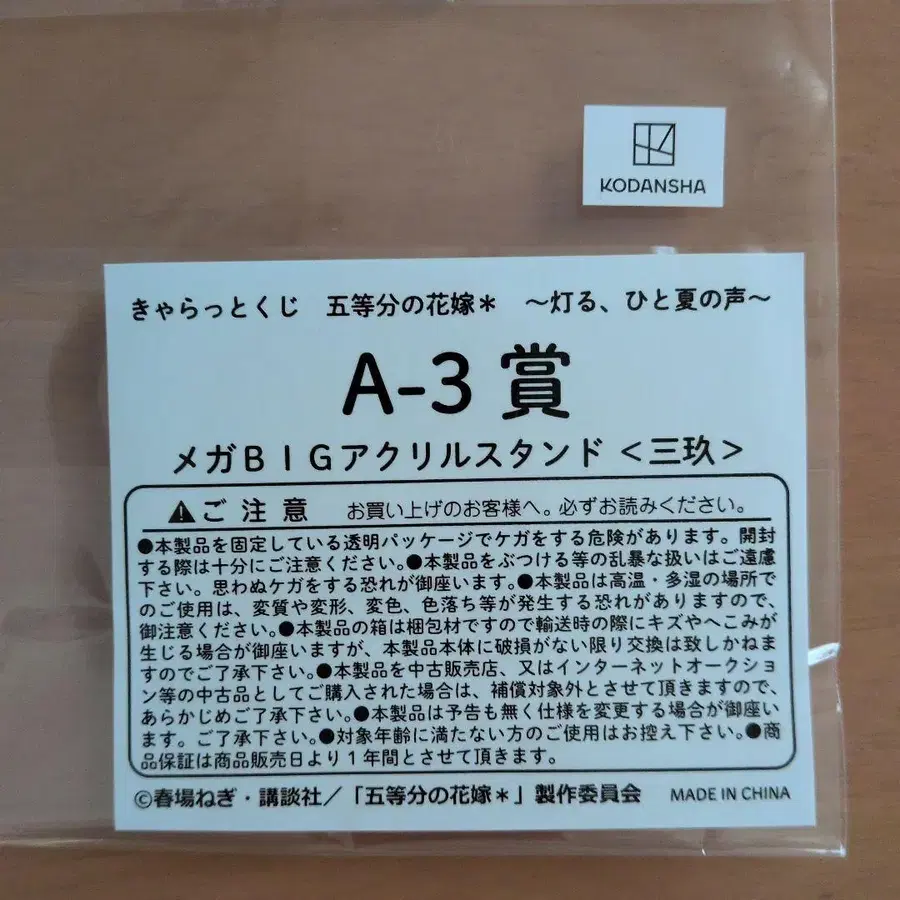 KODANSHA
きゃらっとくじ　五等分の花嫁＊　～灯る、ひと夏の声～
A-3 賞
メガBIGアクリルスタンド＜三玖＞
⚠ご注意　お買い上げのお客様へ。必ずお読みください。
●本製品を固定している透明パッケージでケガをする危険があります。開封
する際は十分にご注意ください。●本製品をぶつける等の乱暴な扱いはご遠慮
下さい。思わぬケガをする恐れが御座います。●本製品は高温・多湿の場所で
のご使用は、変質や変形、変色、色落ち等が発生する恐れがありますので、
御注意ください。●本製品の箱は梱包材ですので輸送時の際にキズやへこみが
生じる場合が御座いますが、本製品本体に破損がない限り交換は致しかねま
すのでご了承下さい。●本製品を中古販売店、又はインターネットオークショ
ン等の中古品としてご購入された場合は、補償対象外とさせて頂きますので、
あらかじめご了承下さい。●本製品は予告も無く仕様を変更する場合が御座い
ます。ご了承下さい。●対象年齢に満たない方のご使用はお控え下さい。●商
品保証は商品販売日より１年間とさせて頂きます。
©春場ねぎ・講談社／「五等分の花嫁＊」製作委員会　MADE IN CHINA